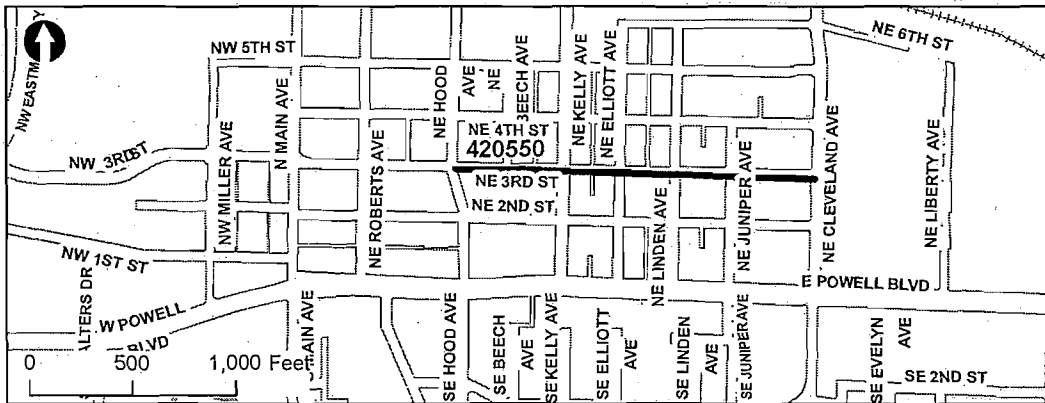 NW EASTM
Y
NW 5TH ST
N MAIN AVE
NE HOOD
AVE
NE
BEECH AVE
NE KELLY AVE
NE ELLIOTT AVE
NE 6TH ST
NE 4TH ST
420550
NW 3RD ST
NW MILLER AVE
NE ROBERTS AVE
NE 3RD ST
NE 2ND ST
NE LINDEN AVE
NE JUNIPER AVE
NE CLEVELAND AVE
NE LIBERTY AVE
NW 1ST ST
E POWELL BLVD
ALTERS DR
W POWELL
BLVD
AIN AVE
SE HOOD AVE
SE BEECH
AVE
SE KELLY AVE
SE ELLIOTT
AVE
SE LINDEN
AVE
SE JUNIPER AVE
SE EVELYN
AVE
SE 2ND ST
0 500 1,000 Feet